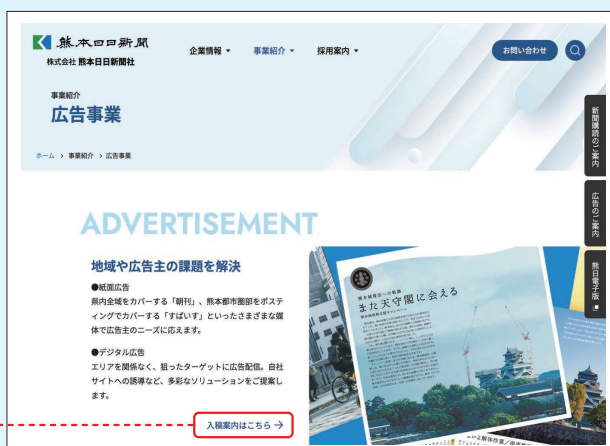 熊本日日新聞
株式会社 熊本日日新聞社
企業情報
事業紹介
採用案内
お問い合わせ
事業紹介
広告事業
ホーム > 事業紹介 > 広告事業
新聞購読のご案内
広告のご案内
熊日電子版
ADVERTISEMENT
地域や広告主の課題を解決
●紙面広告
県内全域をカバーする「朝刊」、熊本都市圏部をポステ
ィングでカバーする「すぱいす」といったさまざまな媒
体で広告主のニーズに応えます。
●デジタル広告
エリアを関係なく、狙ったターゲットに広告配信。自社
サイトへの誘導など、多彩なソリューションをご提案し
ます。
入稿案内はこちら →
また天守閣に会える